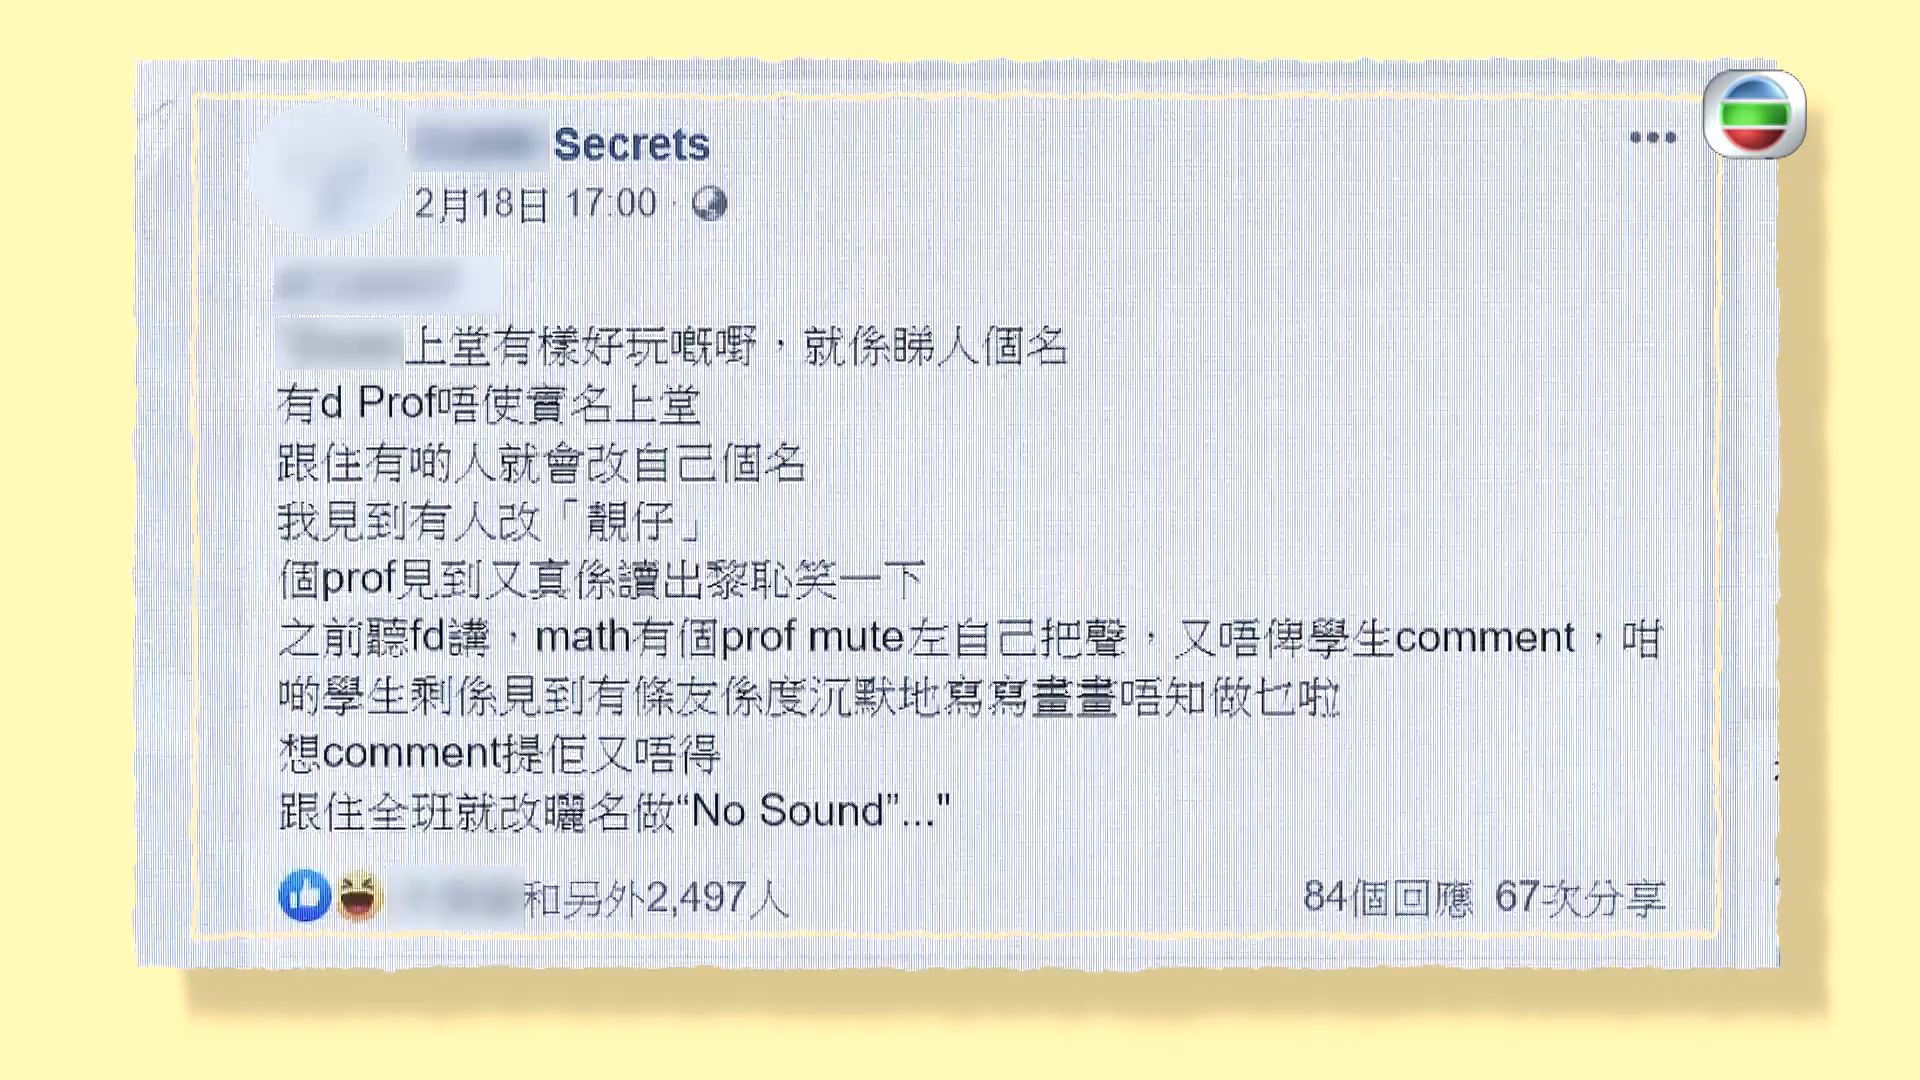 Secrets
2月18日 17:00 ·
上堂有樣好玩嘅嘢，就係睇人個名
有d Prof唔使實名上堂
跟住有啲人就會改自己個名
我見到有人改「靚仔」
個prof見到又真係讀出黎恥笑一下
之前聽fd講，math有個prof mute左自己把聲，又唔俾學生comment，咁
啲學生剩係見到有條友係度沉默地寫寫畫畫唔知做乜啦
想comment提佢又唔得
跟住全班就改曬名做“No Sound”..."
和另外2,497人
84個回應 67次分享